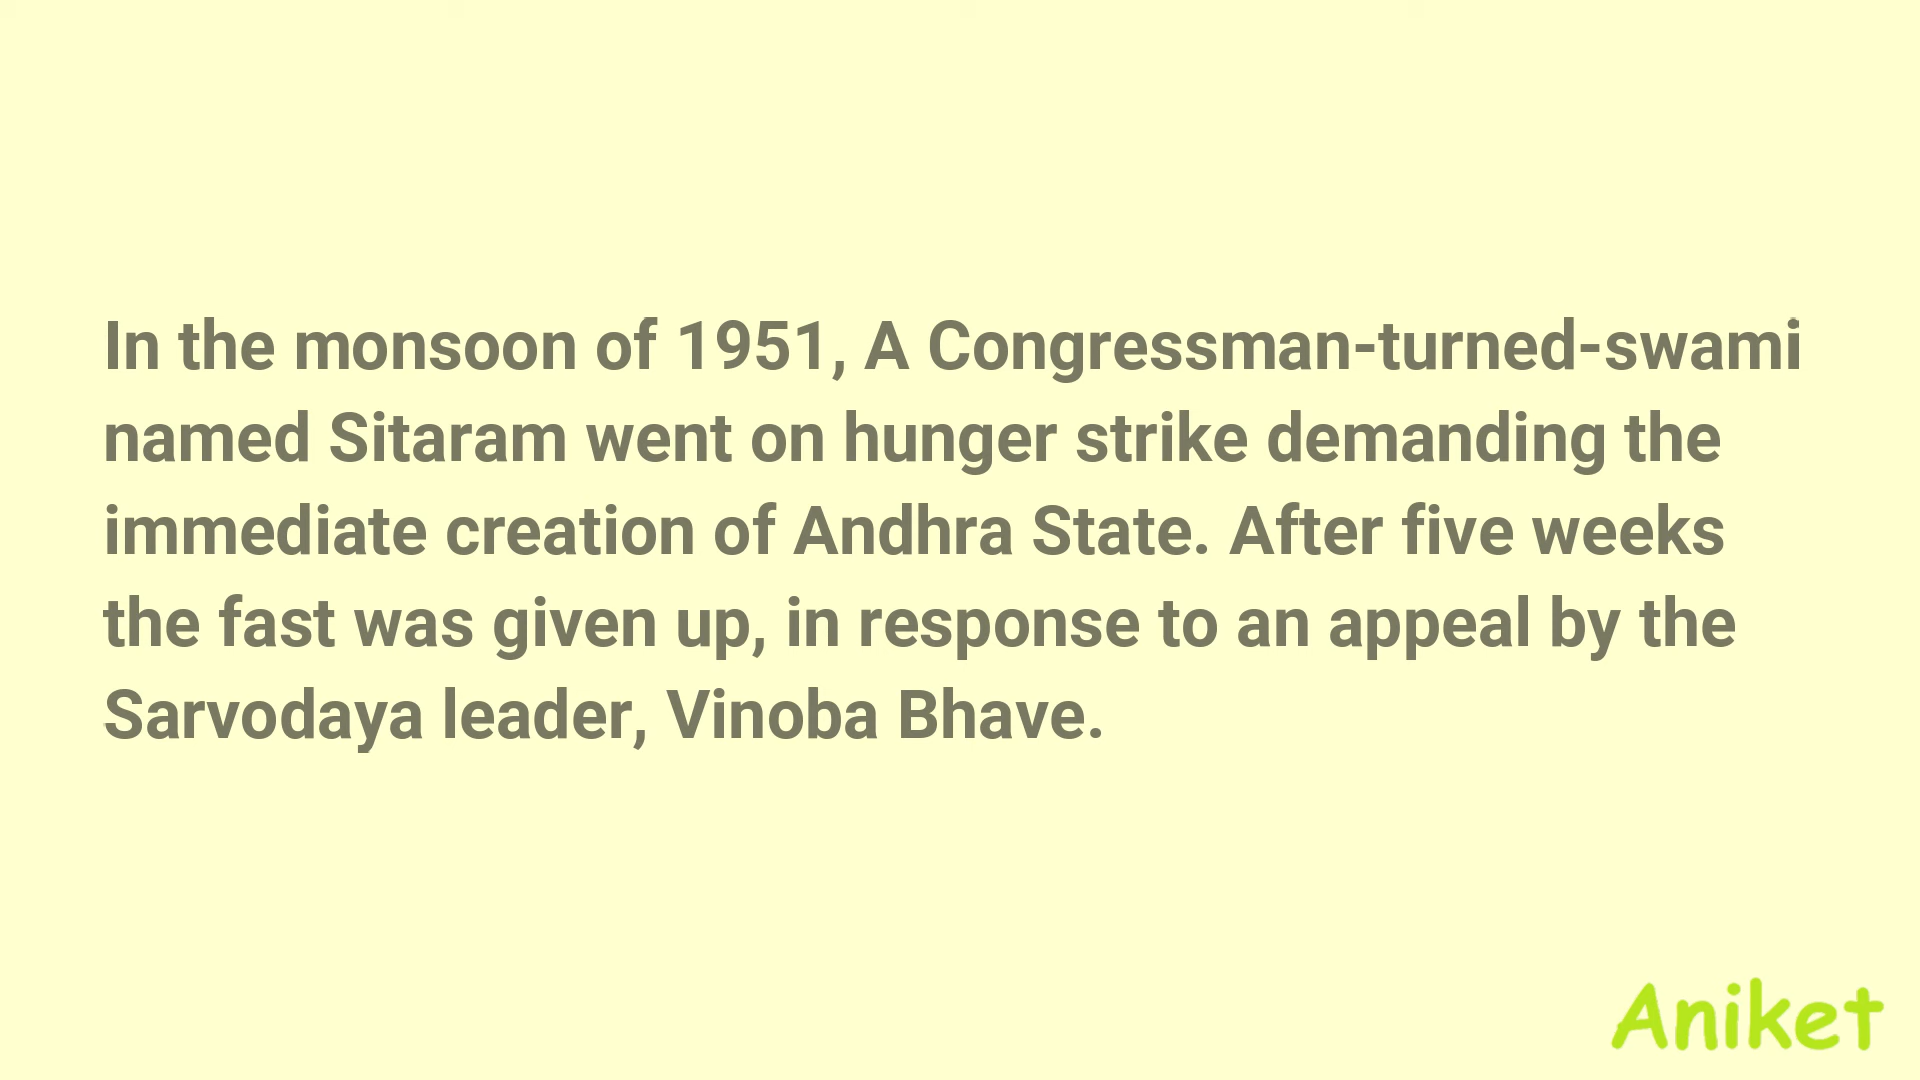 In the monsoon of 1951, A Congressman-turned-swami
named Sitaram went on hunger strike demanding the
immediate creation of Andhra State. After five weeks
the fast was given up, in response to an appeal by the
Sarvodaya leader, Vinoba Bhave.
Aniket